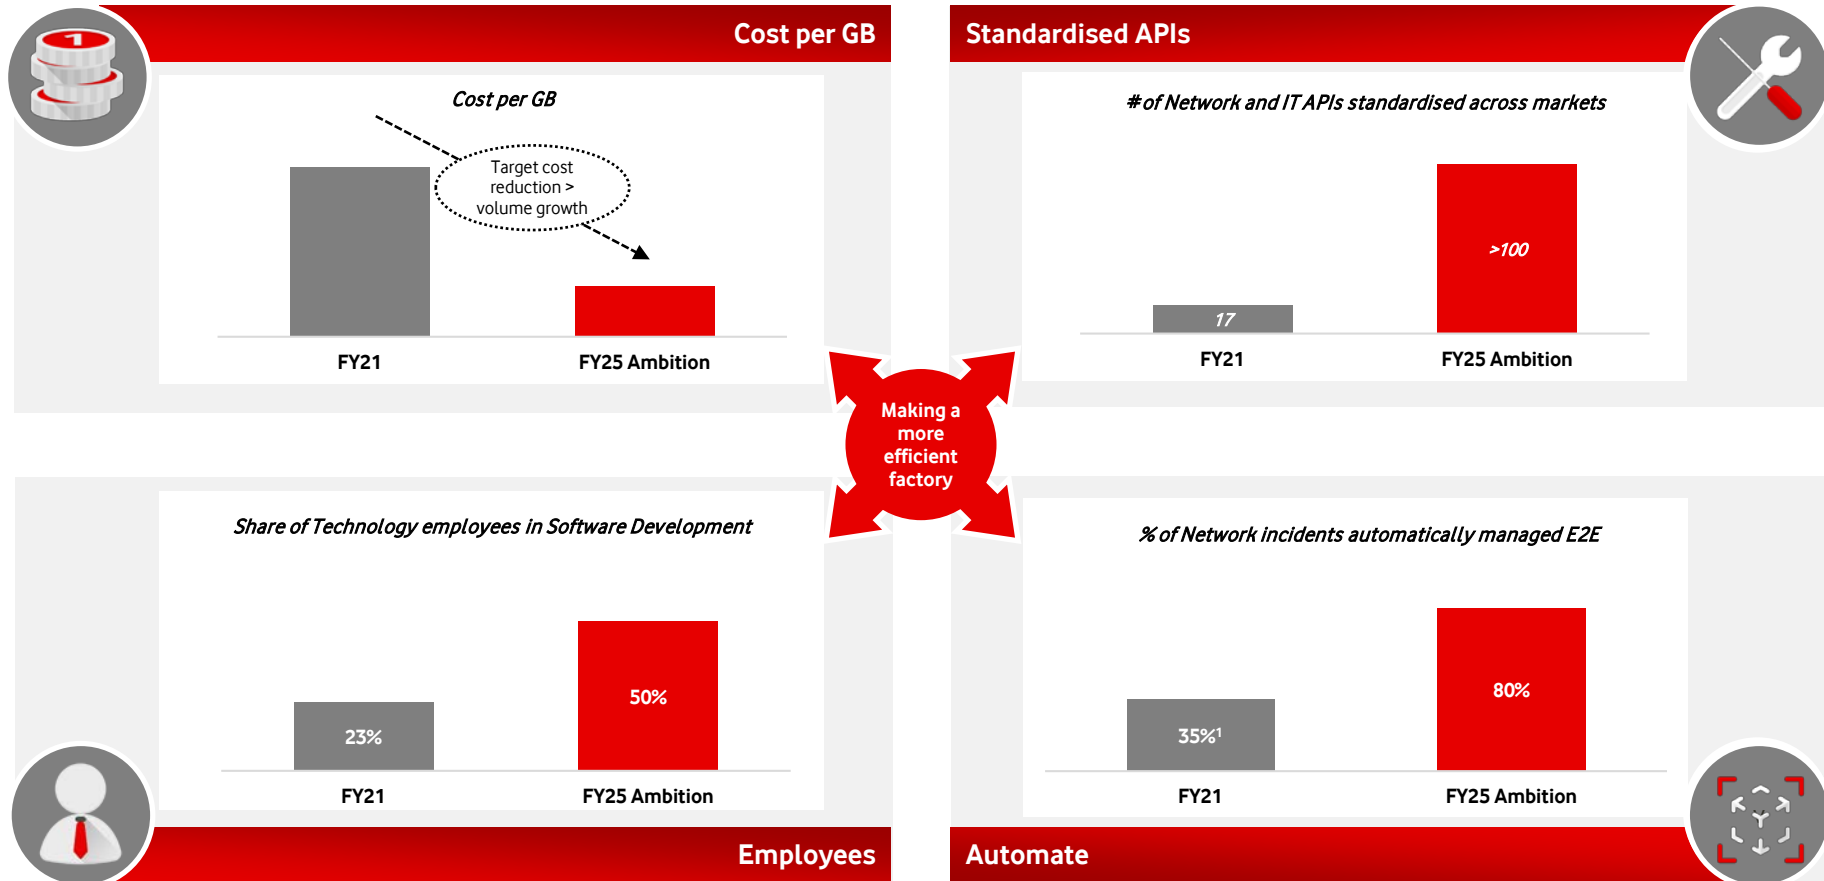 Cost per GB
Cost per GB
Target cost
reduction >
volume growth
FY21
FY25 Ambition
Standardised APIs
# of Network and IT APIs standardised across markets
17
>100
FY21
FY25 Ambition
Making a
more
efficient
factory
Share of Technology employees in Software Development
23%
50%
FY21
FY25 Ambition
Employees
% of Network incidents automatically managed E2E
35%¹
80%
FY21
FY25 Ambition
Automate
1